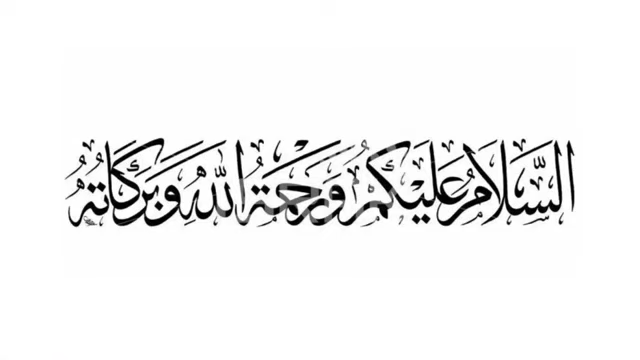 السَّلَامُ عَلَيْكُمْ وَرَحْمَةُ اللهِ وَبَرَكَاتُهُ